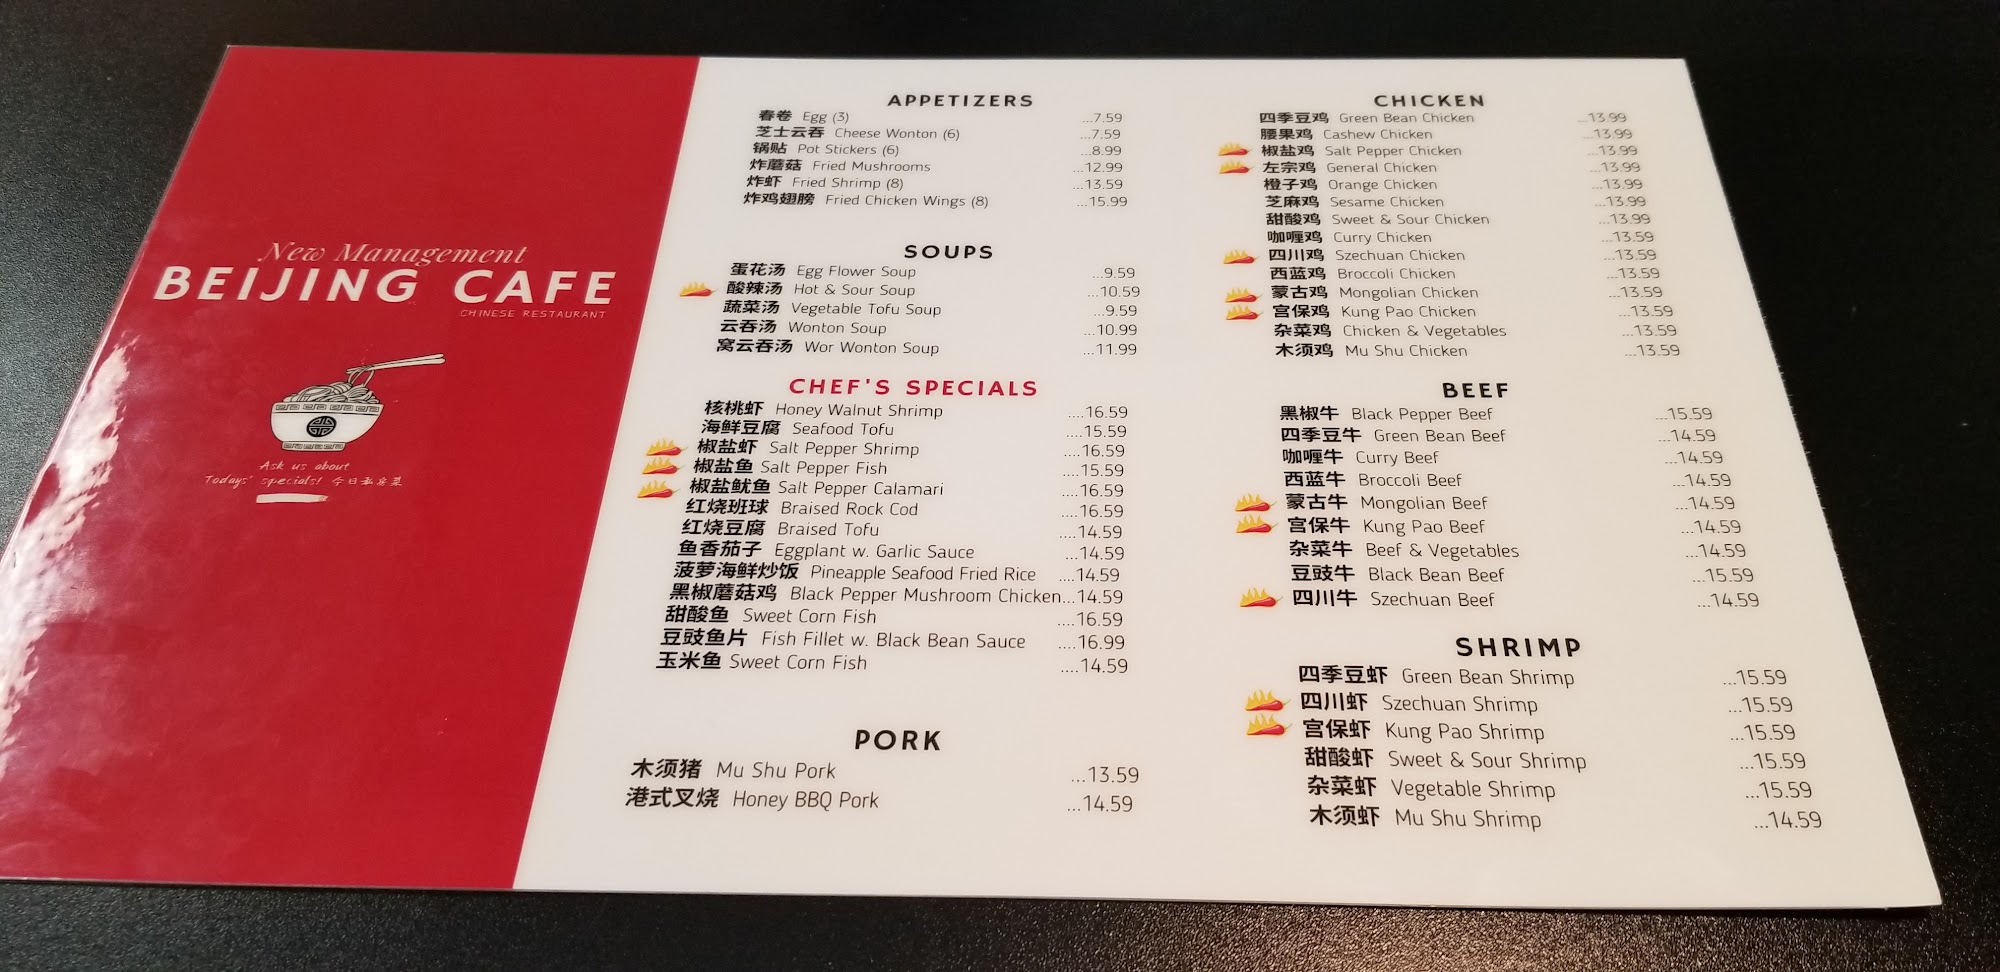 New Management
BEIJING CAFE
CHINESE RESTAURANT
Ask us about
Todays' specials! 今日私房菜
APPETIZERS
春卷 Egg (3) ...7.59
芝士云吞 Cheese Wonton (6) ...7.59
锅贴 Pot Stickers (6) ...8.99
炸蘑菇 Fried Mushrooms ...12.99
炸虾 Fried Shrimp (8) ...13.59
炸鸡翅膀 Fried Chicken Wings (8) ...15.99
SOUPS
蛋花汤 Egg Flower Soup ...9.59
酸辣汤 Hot & Sour Soup ...10.59
蔬菜汤 Vegetable Tofu Soup ...9.59
云吞汤 Wonton Soup ...10.99
窝云吞汤 Wor Wonton Soup ...11.99
CHEF'S SPECIALS
核桃虾 Honey Walnut Shrimp ....16.59
海鲜豆腐 Seafood Tofu ....15.59
椒盐虾 Salt Pepper Shrimp ....16.59
椒盐鱼 Salt Pepper Fish ....15.59
椒盐鱿鱼 Salt Pepper Calamari ....16.59
红烧班球 Braised Rock Cod ....16.59
红烧豆腐 Braised Tofu ....14.59
鱼香茄子 Eggplant w. Garlic Sauce ...14.59
菠萝海鲜炒饭 Pineapple Seafood Fried Rice ....14.59
黑椒蘑菇鸡 Black Pepper Mushroom Chicken...14.59
甜酸鱼 Sweet Corn Fish ....16.59
豆豉鱼片 Fish Fillet w. Black Bean Sauce ....16.99
玉米鱼 Sweet Corn Fish ....14.59
PORK
木须猪 Mu Shu Pork ...13.59
港式叉烧 Honey BBQ Pork ...14.59
CHICKEN
四季豆鸡 Green Bean Chicken ...13.99
腰果鸡 Cashew Chicken ...13.99
椒盐鸡 Salt Pepper Chicken ...13.99
左宗鸡 General Chicken ...13.99
橙子鸡 Orange Chicken ...13.99
芝麻鸡 Sesame Chicken ...13.99
甜酸鸡 Sweet & Sour Chicken ...13.99
咖喱鸡 Curry Chicken ...13.59
四川鸡 Szechuan Chicken ...13.59
西蓝鸡 Broccoli Chicken ...13.59
蒙古鸡 Mongolian Chicken ...13.59
宫保鸡 Kung Pao Chicken ...13.59
杂菜鸡 Chicken & Vegetables ...13.59
木须鸡 Mu Shu Chicken ...13.59
BEEF
黑椒牛 Black Pepper Beef ...15.59
四季豆牛 Green Bean Beef ...14.59
咖喱牛 Curry Beef ...14.59
西蓝牛 Broccoli Beef ...14.59
蒙古牛 Mongolian Beef ...14.59
宫保牛 Kung Pao Beef ...14.59
杂菜牛 Beef & Vegetables ...14.59
豆豉牛 Black Bean Beef ...15.59
四川牛 Szechuan Beef ...14.59
SHRIMP
四季豆虾 Green Bean Shrimp ...15.59
四川虾 Szechuan Shrimp ...15.59
宫保虾 Kung Pao Shrimp ...15.59
甜酸虾 Sweet & Sour Shrimp ...15.59
杂菜虾 Vegetable Shrimp ...15.59
木须虾 Mu Shu Shrimp ...14.59